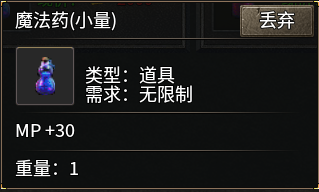 魔法药(小量)
丢弃
类型：道具
需求：无限制
MP +30
重量：1